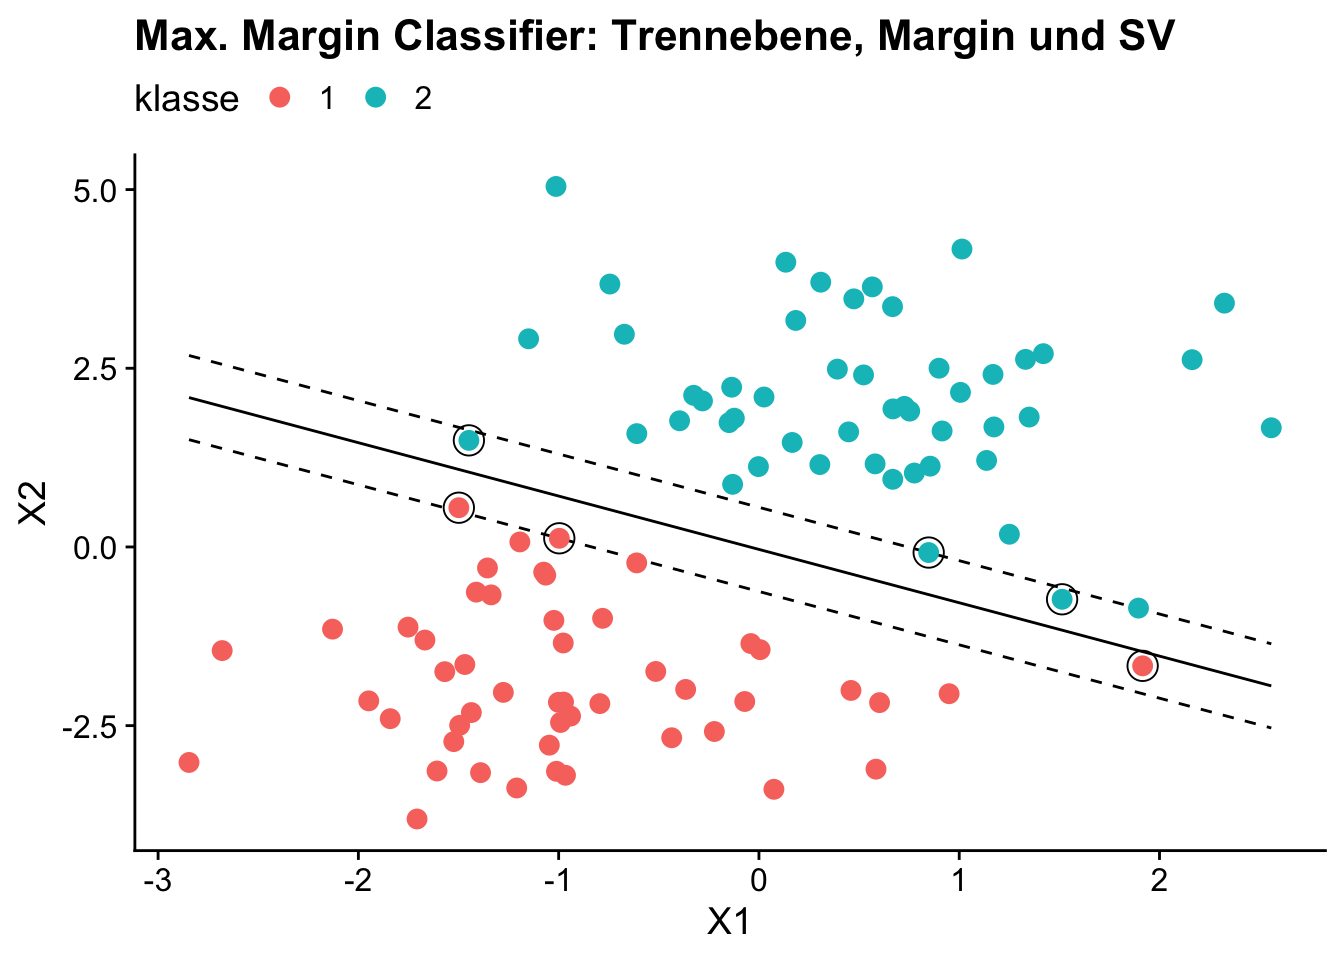 Max. Margin Classifier: Trennebene, Margin und SV
klasse 1 2
5.0
2.5
0.0
-2.5
X2
-3 -2 -1 0 1 2
X1